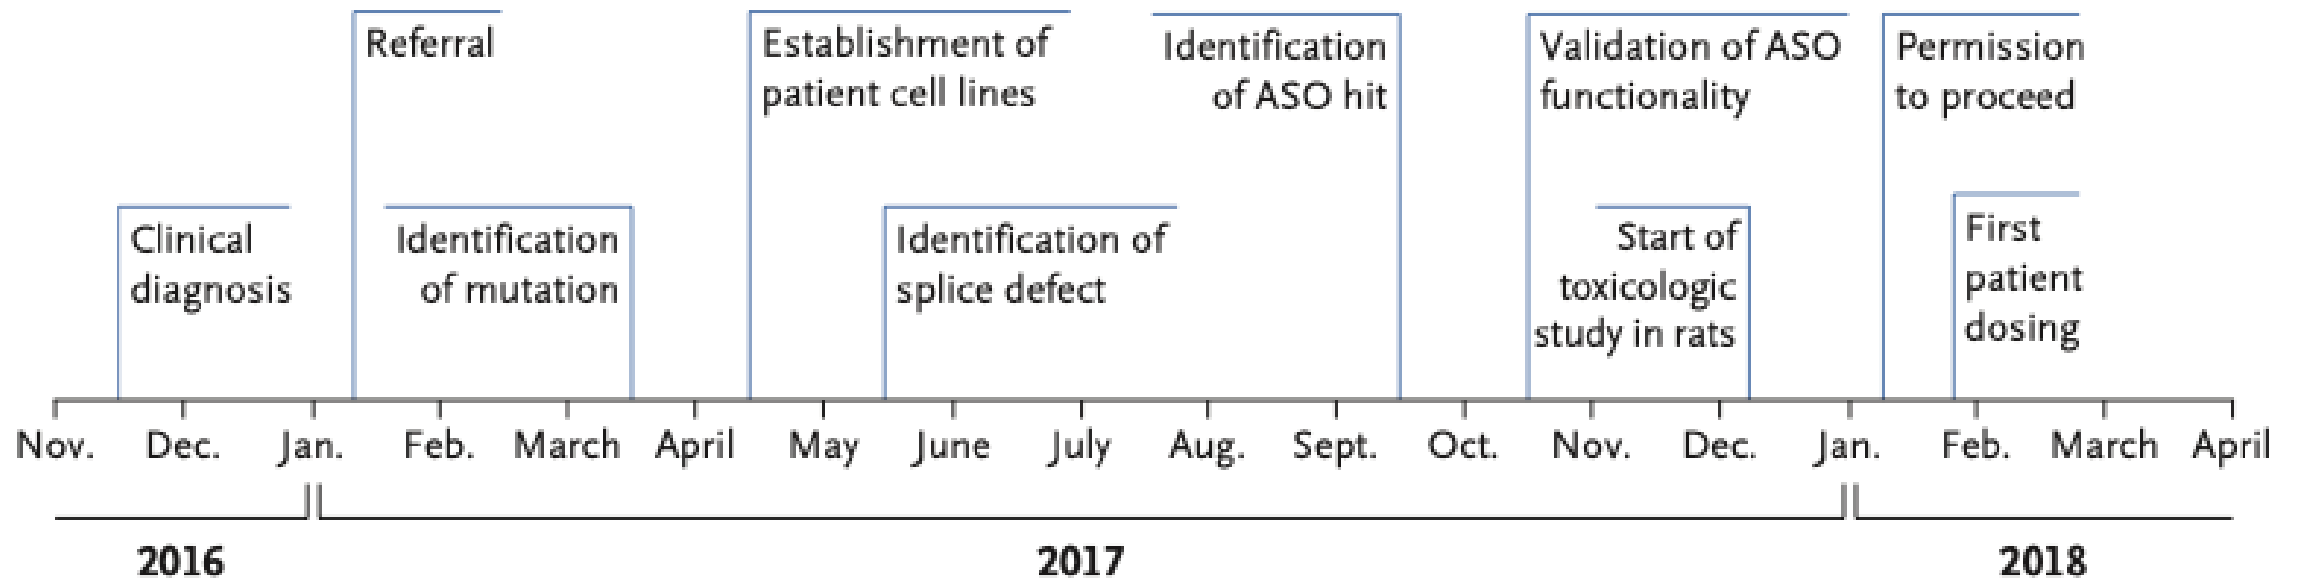 Referral
Establishment of
patient cell lines
Identification
of ASO hit
Validation of ASO
functionality
Permission
to proceed
Clinical
diagnosis
Identification
of mutation
Identification of
splice defect
Start of
toxicologic
study in rats
First
patient
dosing
Nov. Dec. Jan. Feb. March April May June July Aug. Sept. Oct. Nov. Dec. Jan. Feb. March April
2016 2017 2018